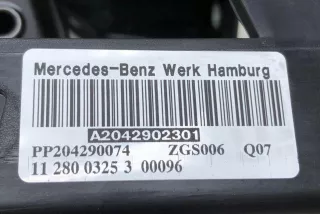 Mercedes-Benz Werk Hamburg
A2042902301
PP204290074 ZGS006 Q07
11 280 0325 3 00096